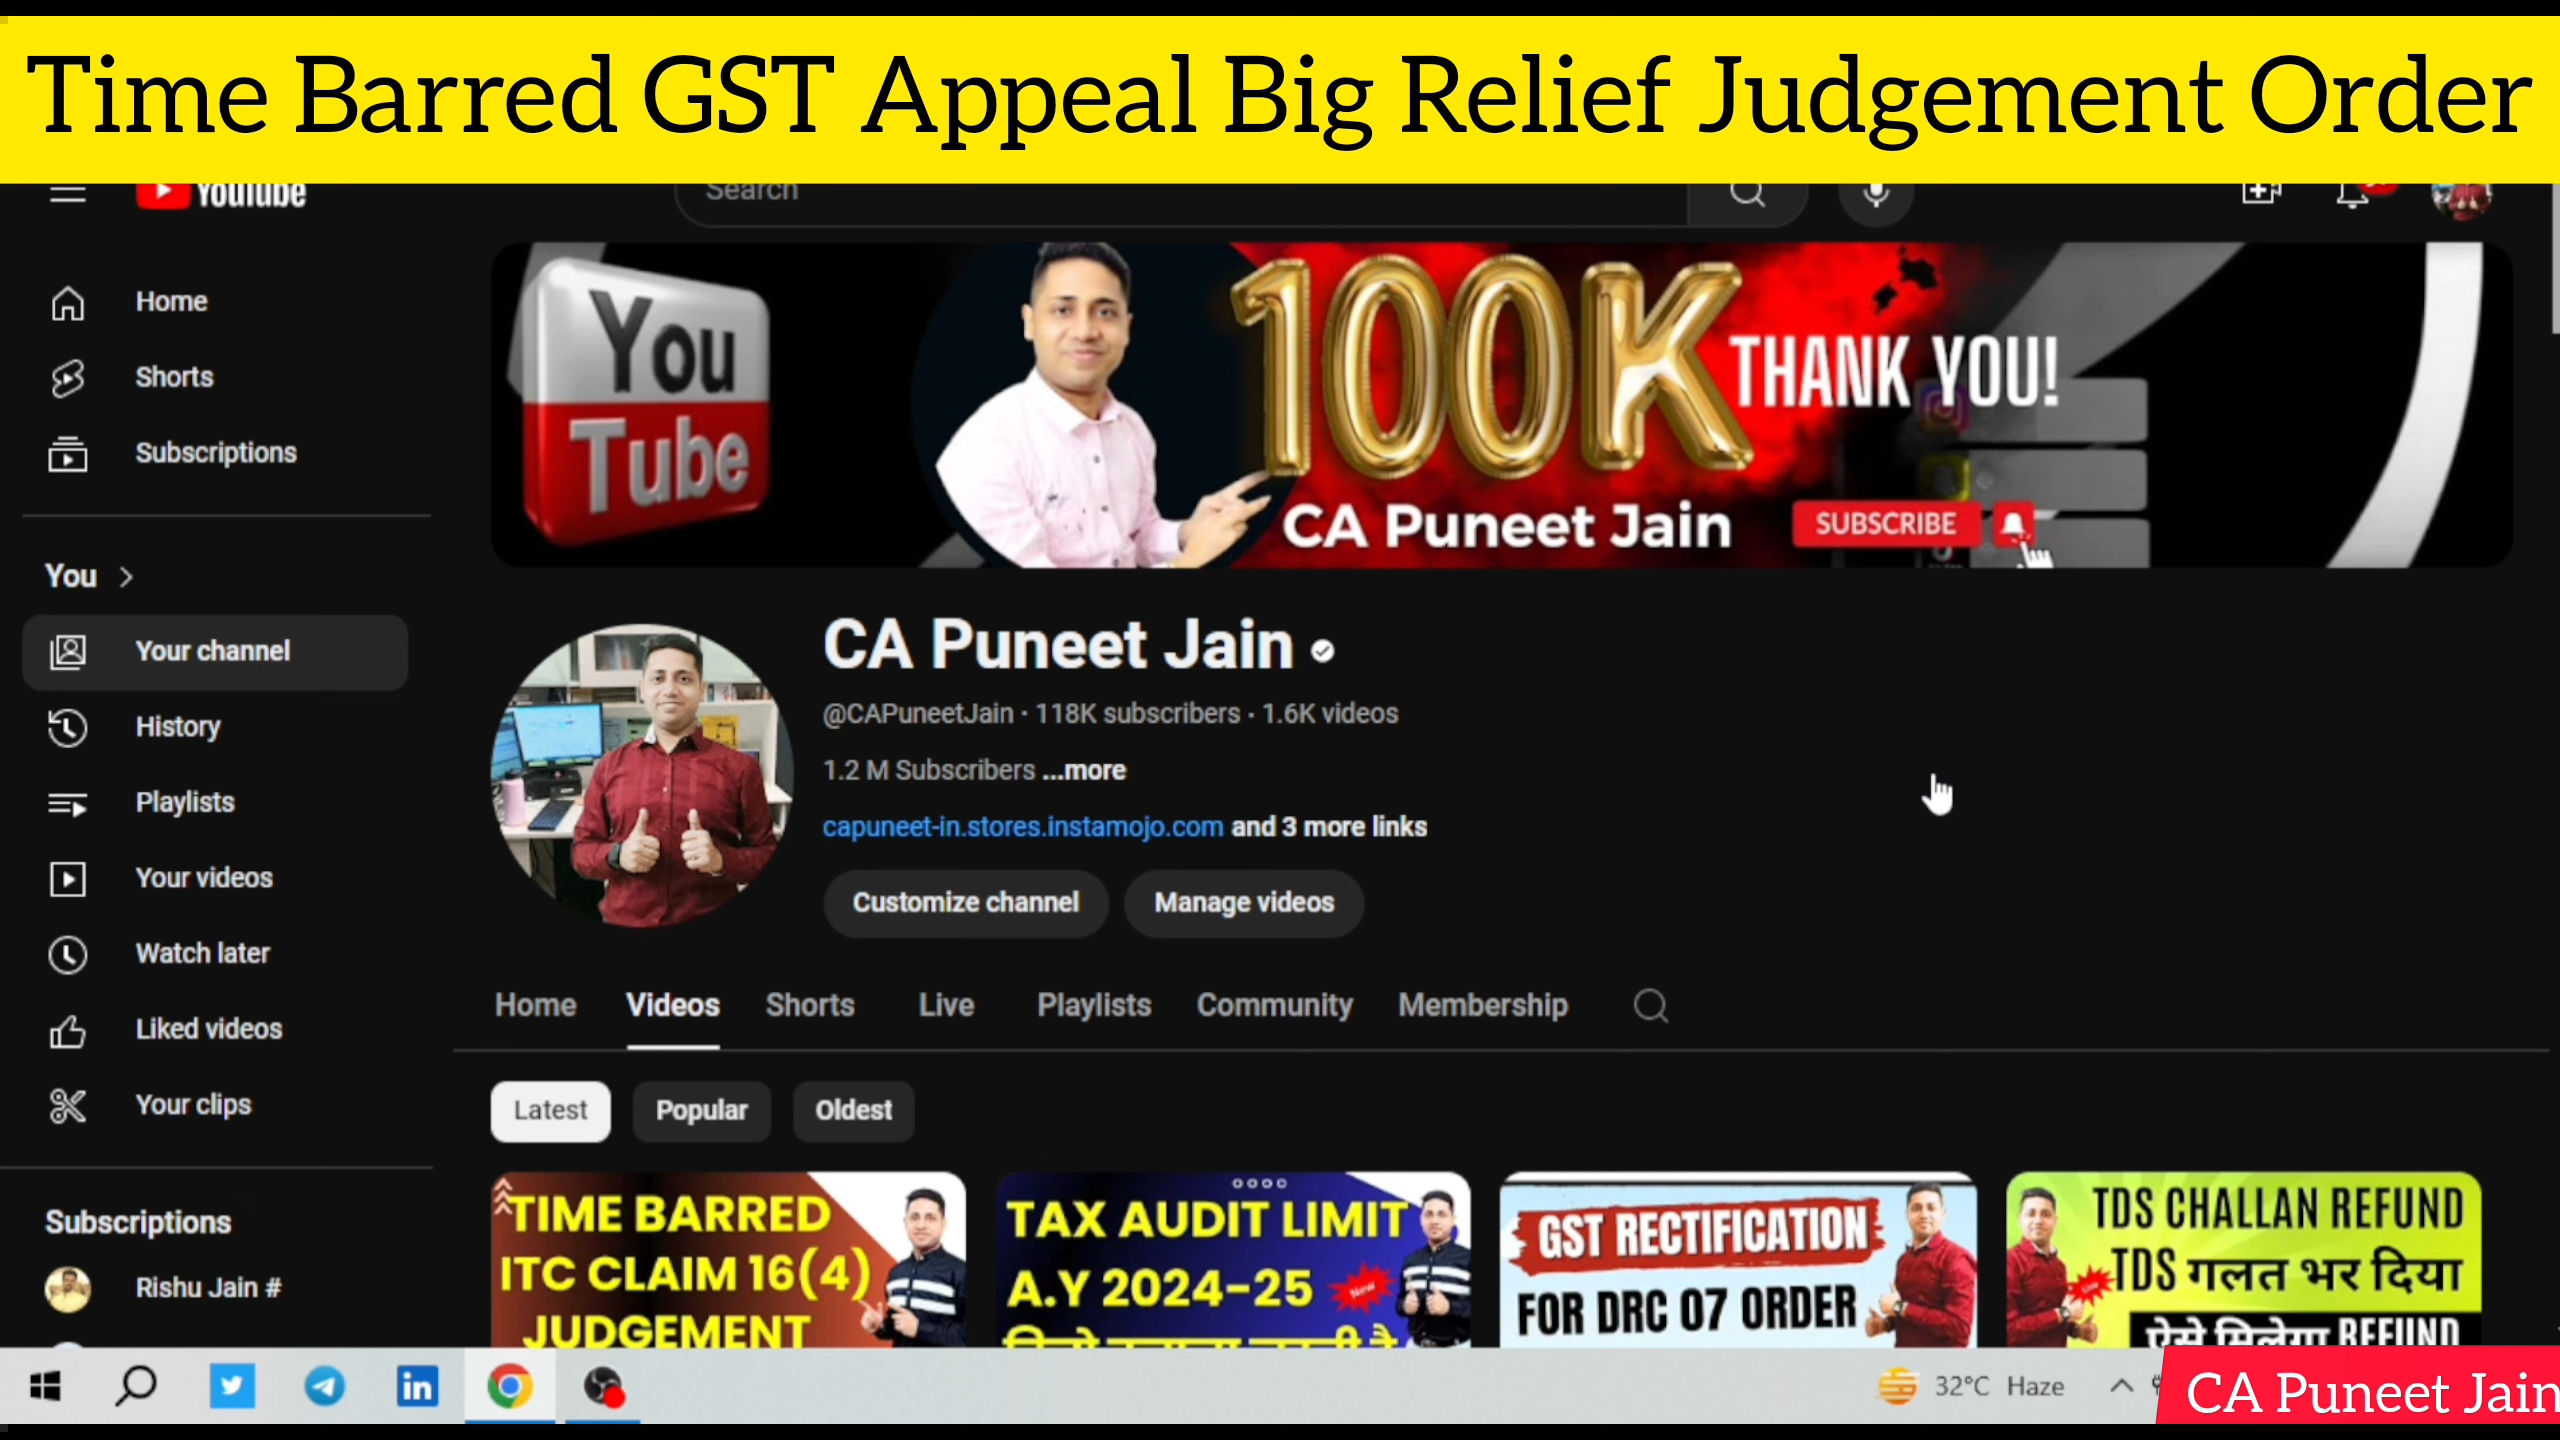 Time Barred GST Appeal Big Relief Judgement Order
YouTube
Search
Home
Shorts
Subscriptions
You
Your channel
History
Playlists
Your videos
Watch later
Liked videos
Your clips
Subscriptions
Rishu Jain #
You
Tube
100K
THANK YOU!
CA Puneet Jain
SUBSCRIBE
CA Puneet Jain
@CAPuneetJain · 118K subscribers · 1.6K videos
1.2 M Subscribers ...more
capuneet-in.stores.instamojo.com and 3 more links
Customize channel
Manage videos
Home Videos Shorts Live Playlists Community Membership
Latest Popular Oldest
TIME BARRED
ITC CLAIM 16(4)
JUDGEMENT
TAX AUDIT LIMIT
A.Y 2024-25
New
GST RECTIFICATION
FOR DRC 07 ORDER
TDS CHALLAN REFUND
TDS गलत भर दिया
ऐसे मिलेगा REFUND
32°C Haze
CA Puneet Jain